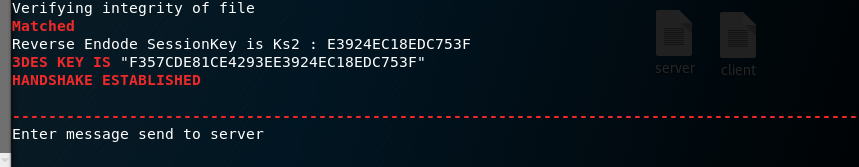 Verifying integrity of file
Matched
Reverse Endode SessionKey is Ks2 : E3924EC18EDC753F
3DES KEY IS "F357CDE81CE4293EE3924EC18EDC753F"
HANDSHAKE ESTABLISHED
Enter message send to server
server
client